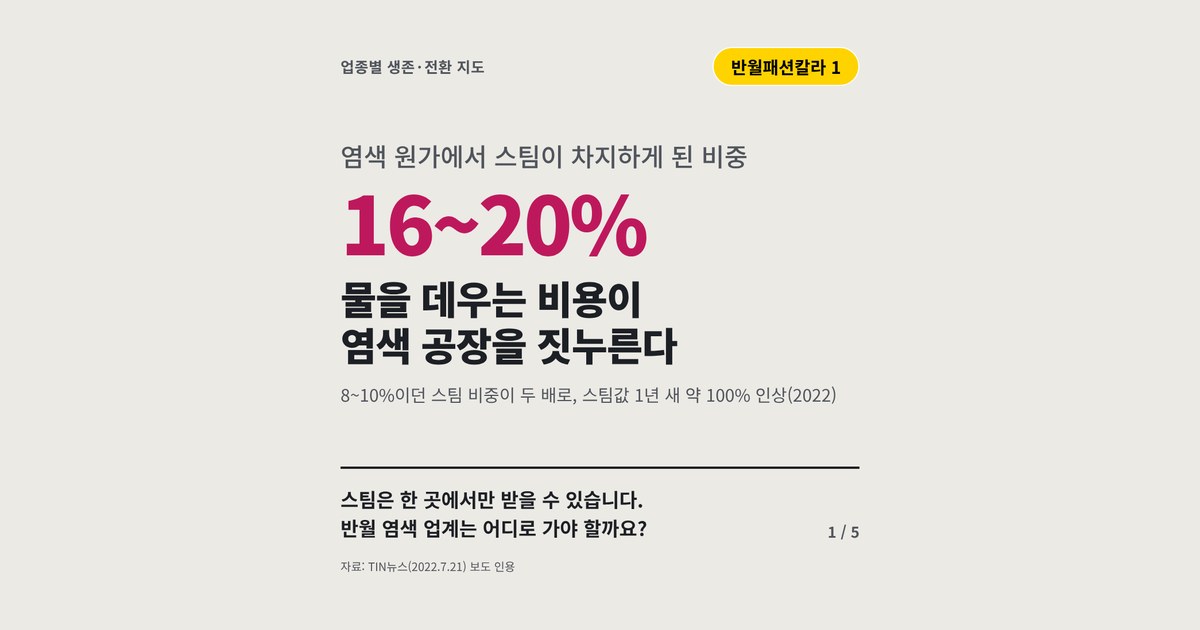 업종별 생존·전환 지도
반월패션칼라 1
염색 원가에서 스팀이 차지하게 된 비중
16~20%
물을 데우는 비용이
염색 공장을 짓누른다
8~10%이던 스팀 비중이 두 배로, 스팀값 1년 새 약 100% 인상(2022)
스팀은 한 곳에서만 받을 수 있습니다.
반월 염색 업계는 어디로 가야 할까요?
1 / 5
자료: TIN뉴스(2022.7.21) 보도 인용